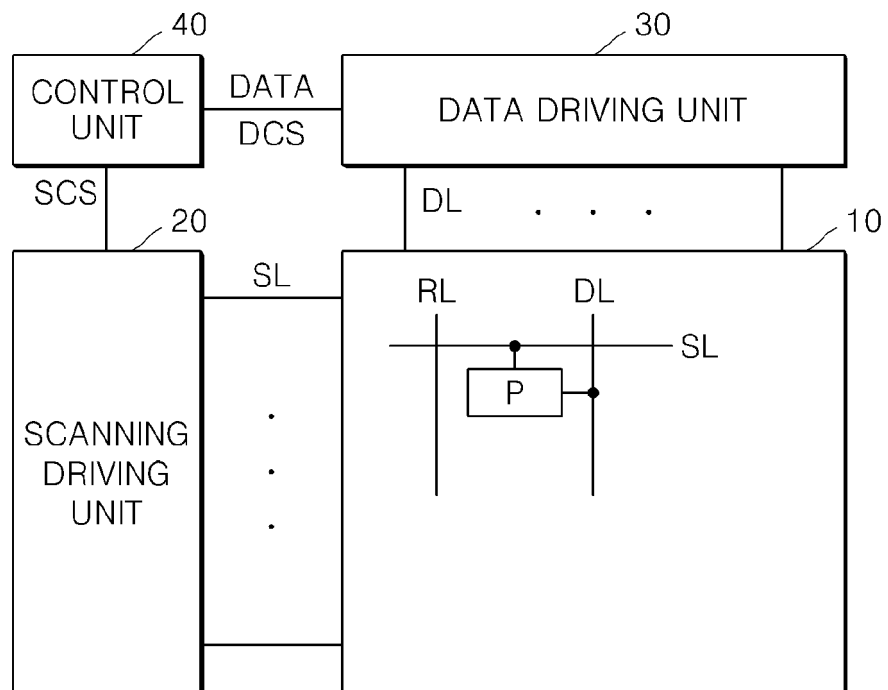 40
30
CONTROL
UNIT
DATA
DCS
DATA DRIVING UNIT
SCS
DL
20
10
SL
RL DL
SL
P
SCANNING
DRIVING
UNIT